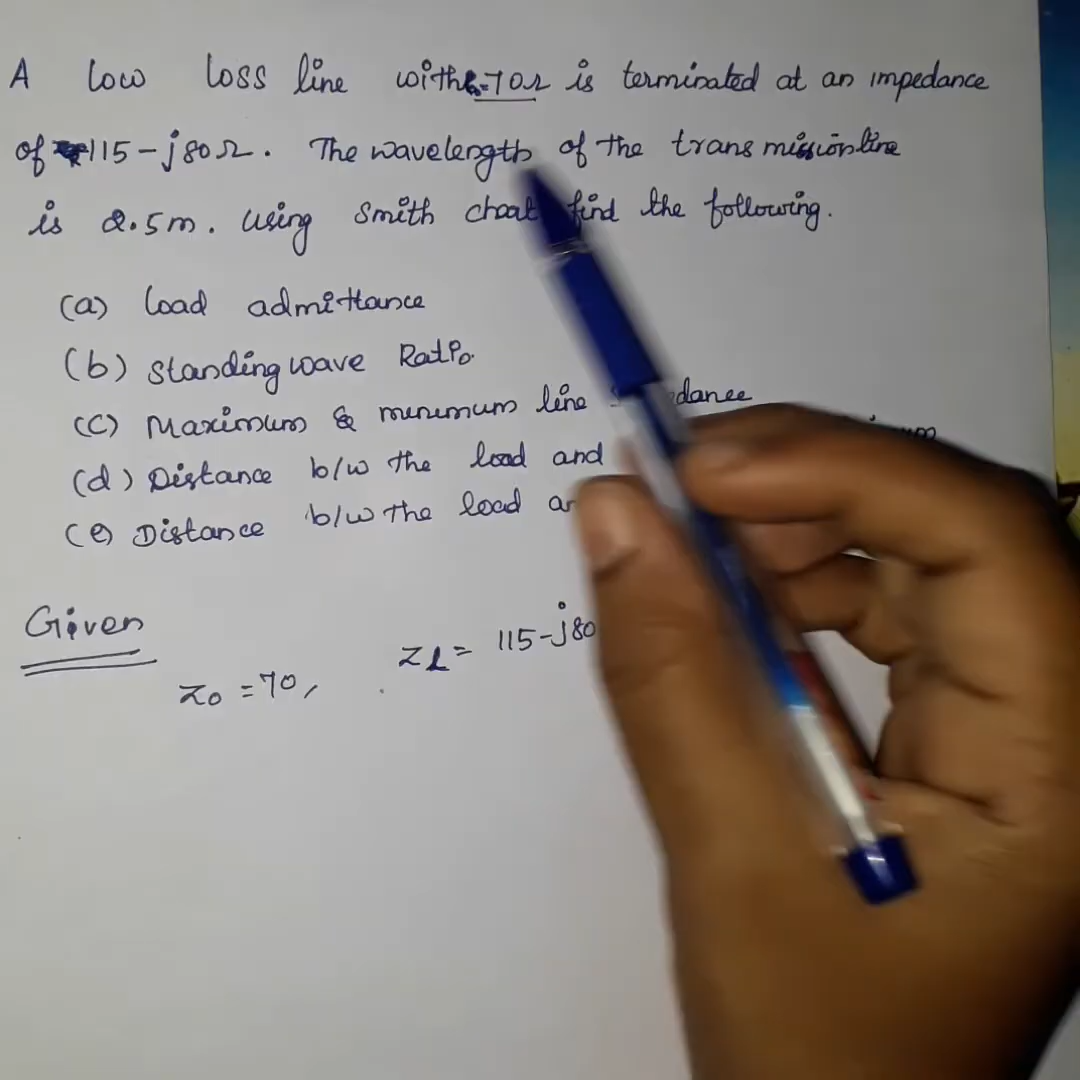 A low loss line with =70Ω is terminated at an impedance
of 115-j80Ω. The wavelength of the transmission line
is 2.5m. using smith chart find the following.
(a) load admittance
(b) standing wave Ratio.
(c) Maximum & minimum line
(d) Distance b/w the load and
(e) Distance b/w the load
Given
Z0 =70, ZL= 115-j80